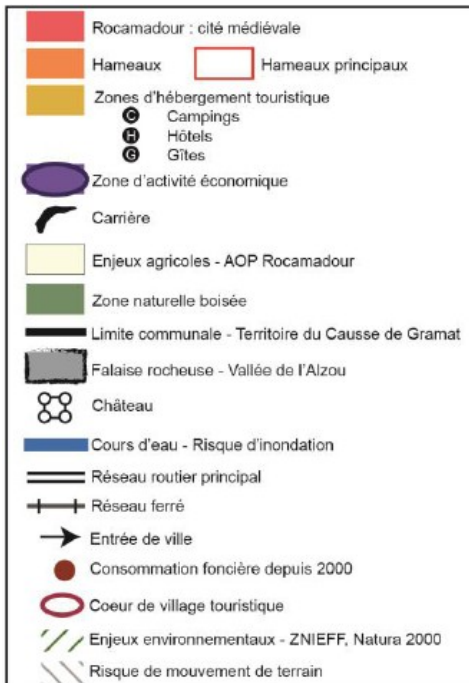 Rocamadour : cité médiévale
Hameaux
Hameaux principaux
Zones d'hébergement touristique
C Campings
H Hôtels
G Gîtes
Zone d'activité économique
Carrière
Enjeux agricoles - AOP Rocamadour
Zone naturelle boisée
Limite communale - Territoire du Causse de Gramat
Falaise rocheuse - Vallée de l'Alzou
Château
Cours d'eau - Risque d'inondation
Réseau routier principal
Réseau ferré
Entrée de ville
Consommation foncière depuis 2000
Coeur de village touristique
Enjeux environnementaux - ZNIEFF, Natura 2000
Risque de mouvement de terrain